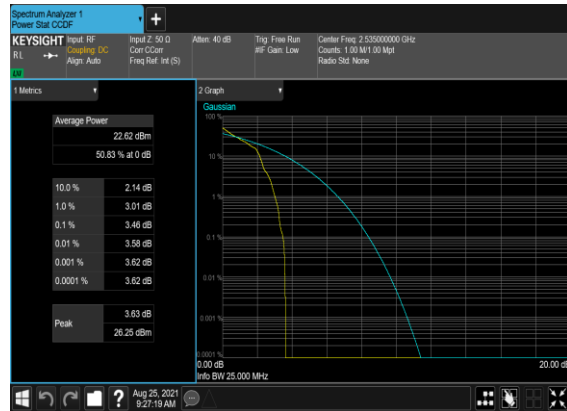 Spectrum Analyzer 1
Power Stat CCDF
KEYSIGHT
RL
LV
Input: RF
Coupling: DC
Align: Auto
Input Z: 50 Ω
Corr CCorr
Freq Ref: Int (S)
Atten: 40 dB
Trig: Free Run
#IF Gain: Low
Center Freq: 2.535000000 GHz
Counts: 1.00 M/1.00 Mpt
Radio Std: None
1 Metrics
Average Power
22.62 dBm
50.83 % at 0 dB
10.0 % 2.14 dB
1.0 % 3.01 dB
0.1 % 3.46 dB
0.01 % 3.58 dB
0.001 % 3.62 dB
0.0001 % 3.62 dB
Peak
3.63 dB
26.25 dBm
2 Graph
Gaussian
100 %
10 %
1 %
0.1 %
0.01 %
0.001 %
0.0001 %
0.00 dB
20.00 dB
Info BW 25.000 MHz
?
Aug 25, 2021
9:27:19 AM